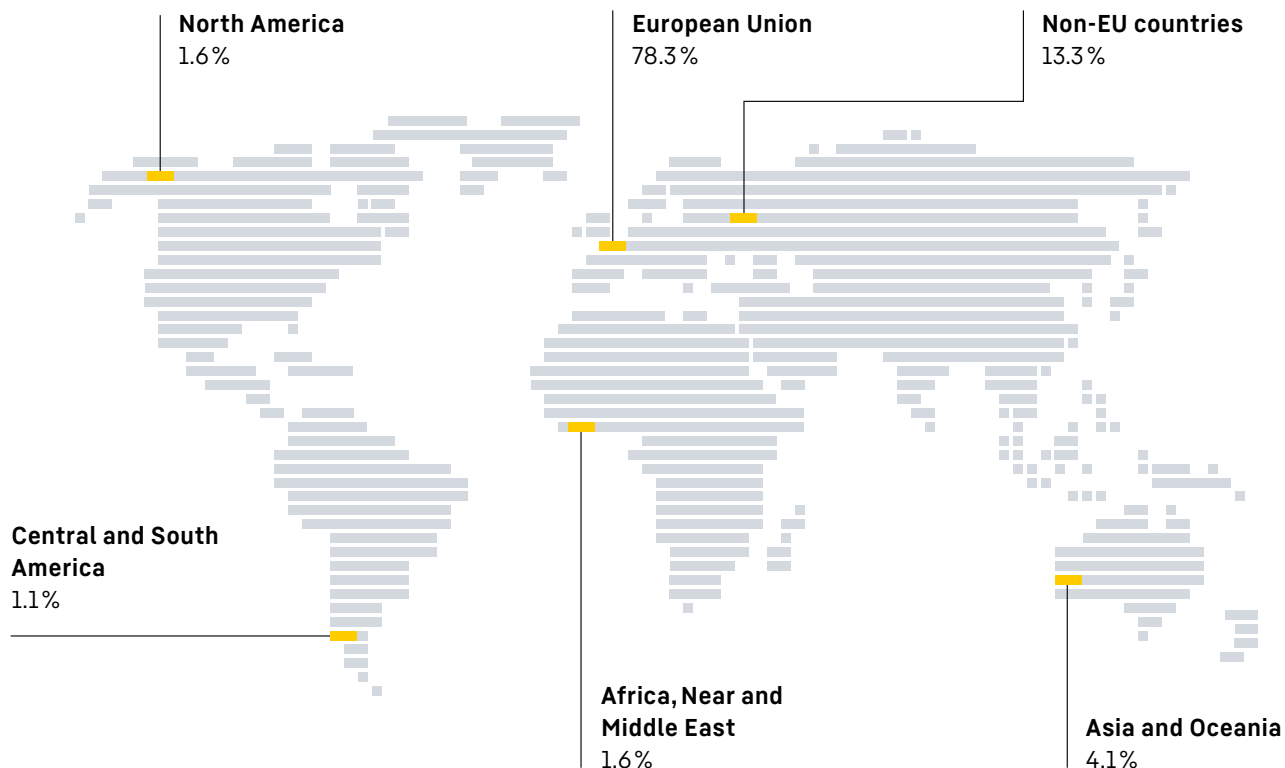 North America
1.6 %
European Union
78.3 %
Non-EU countries
13.3 %
Central and South
America
1.1 %
Africa, Near and
Middle East
1.6 %
Asia and Oceania
4.1 %